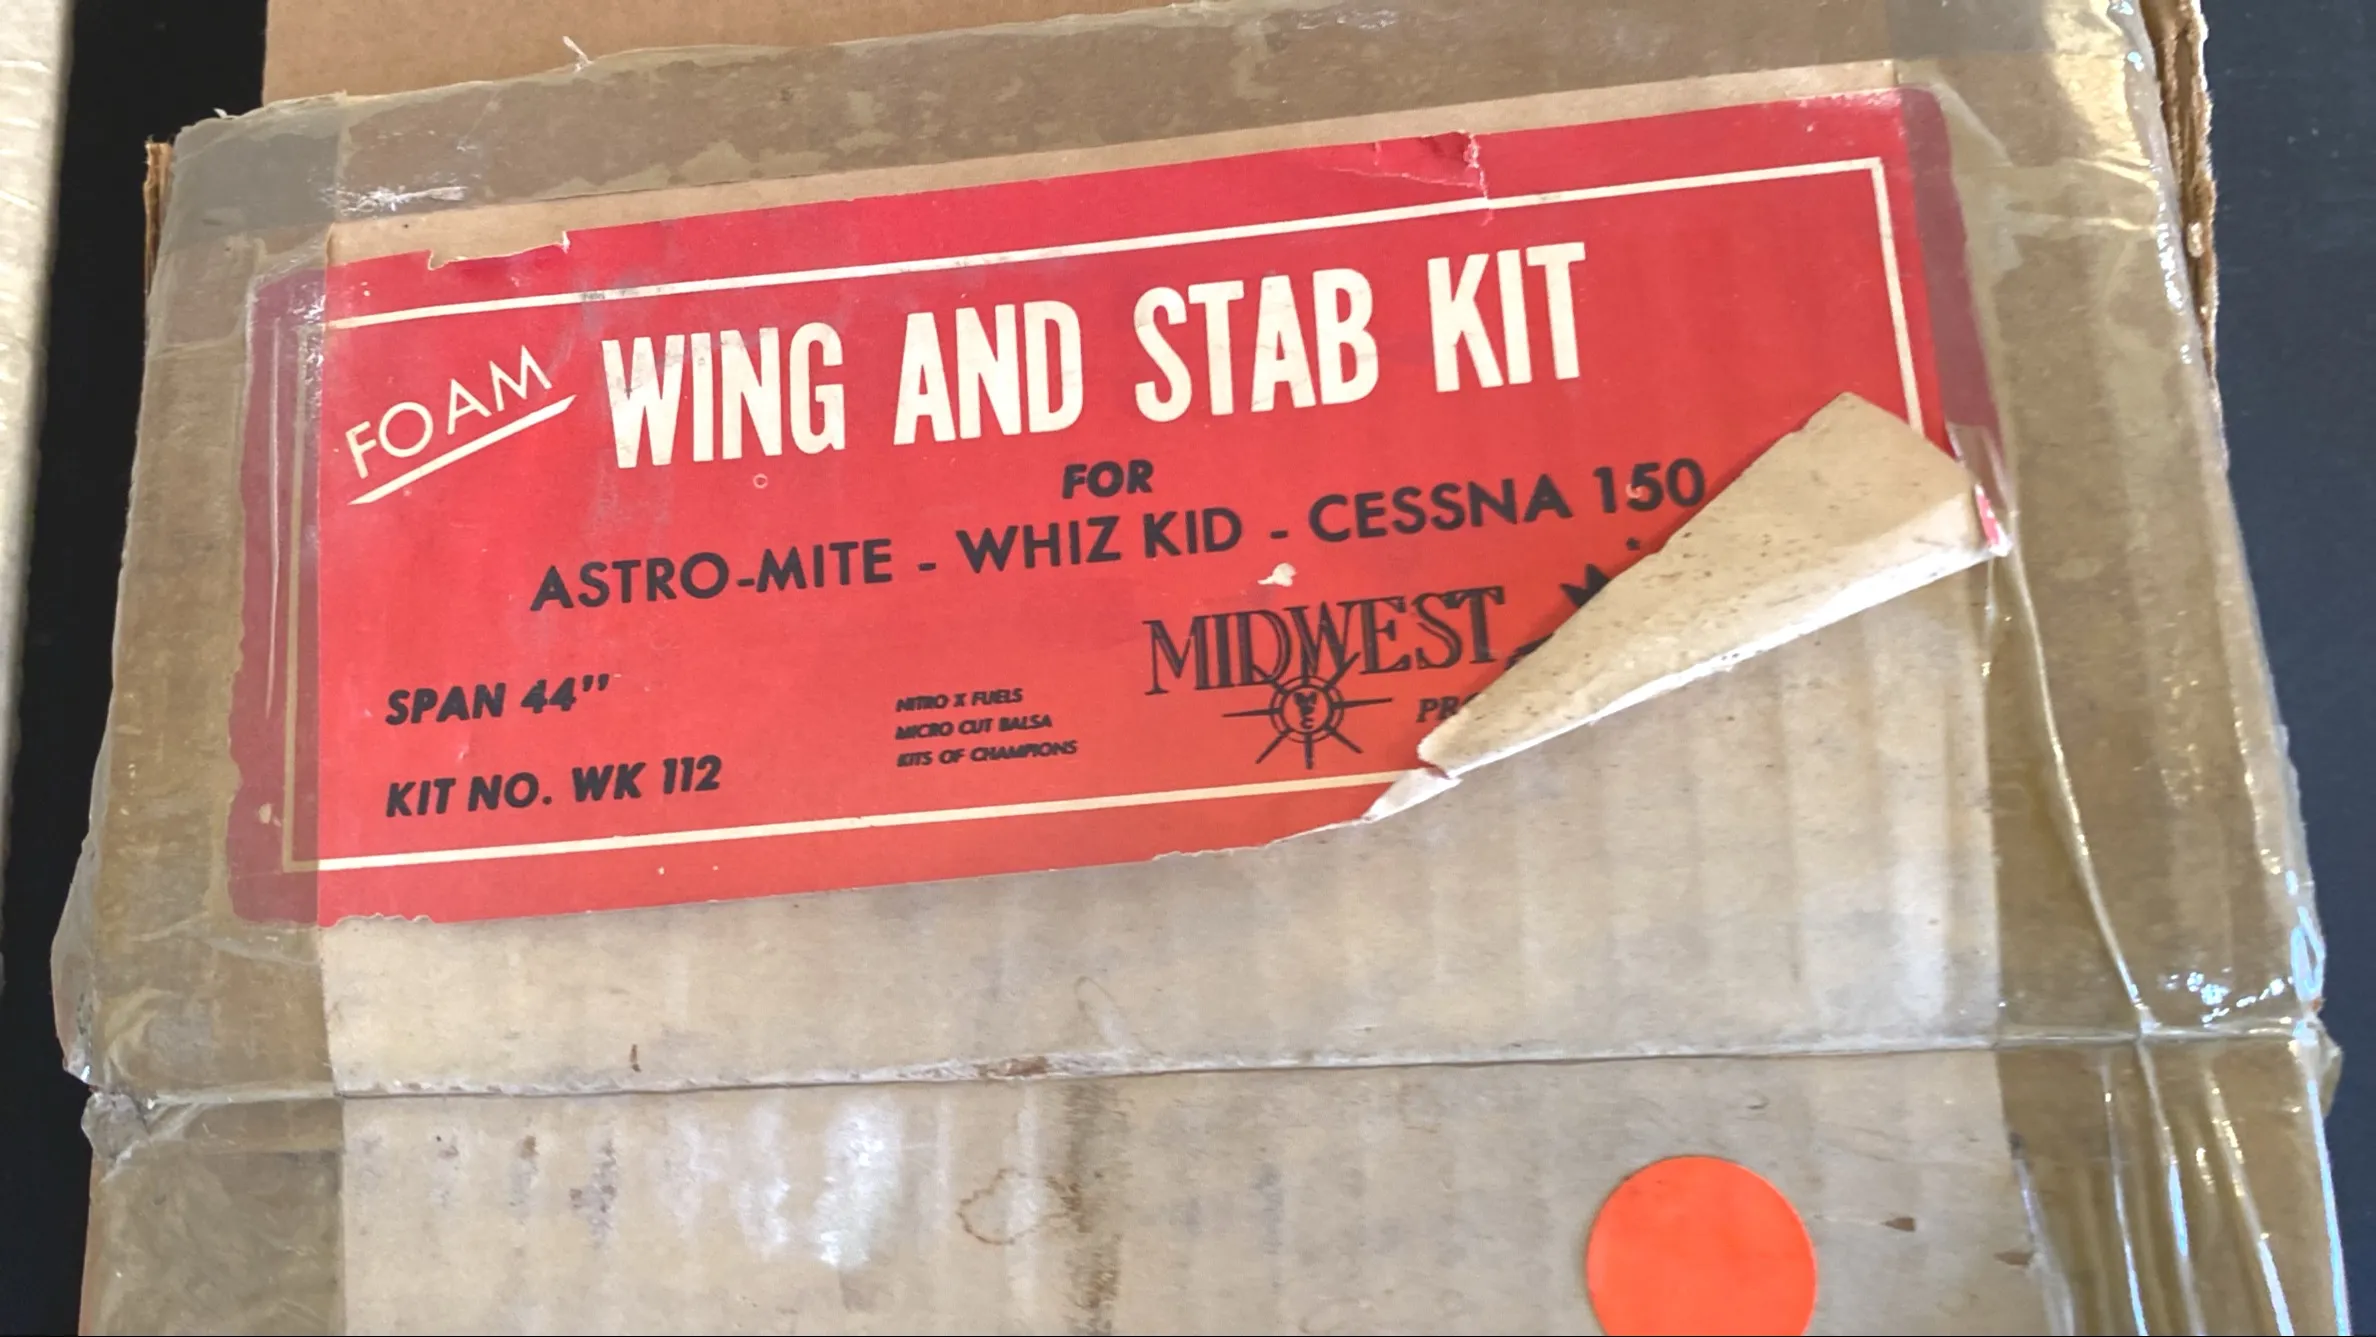 FOAM WING AND STAB KIT
FOR
ASTRO-MITE - WHIZ KID - CESSNA 150
SPAN 44"
KIT NO. WK 112
NITRO X FUELS
MICRO CUT BALSA
KITS OF CHAMPIONS
MIDWEST